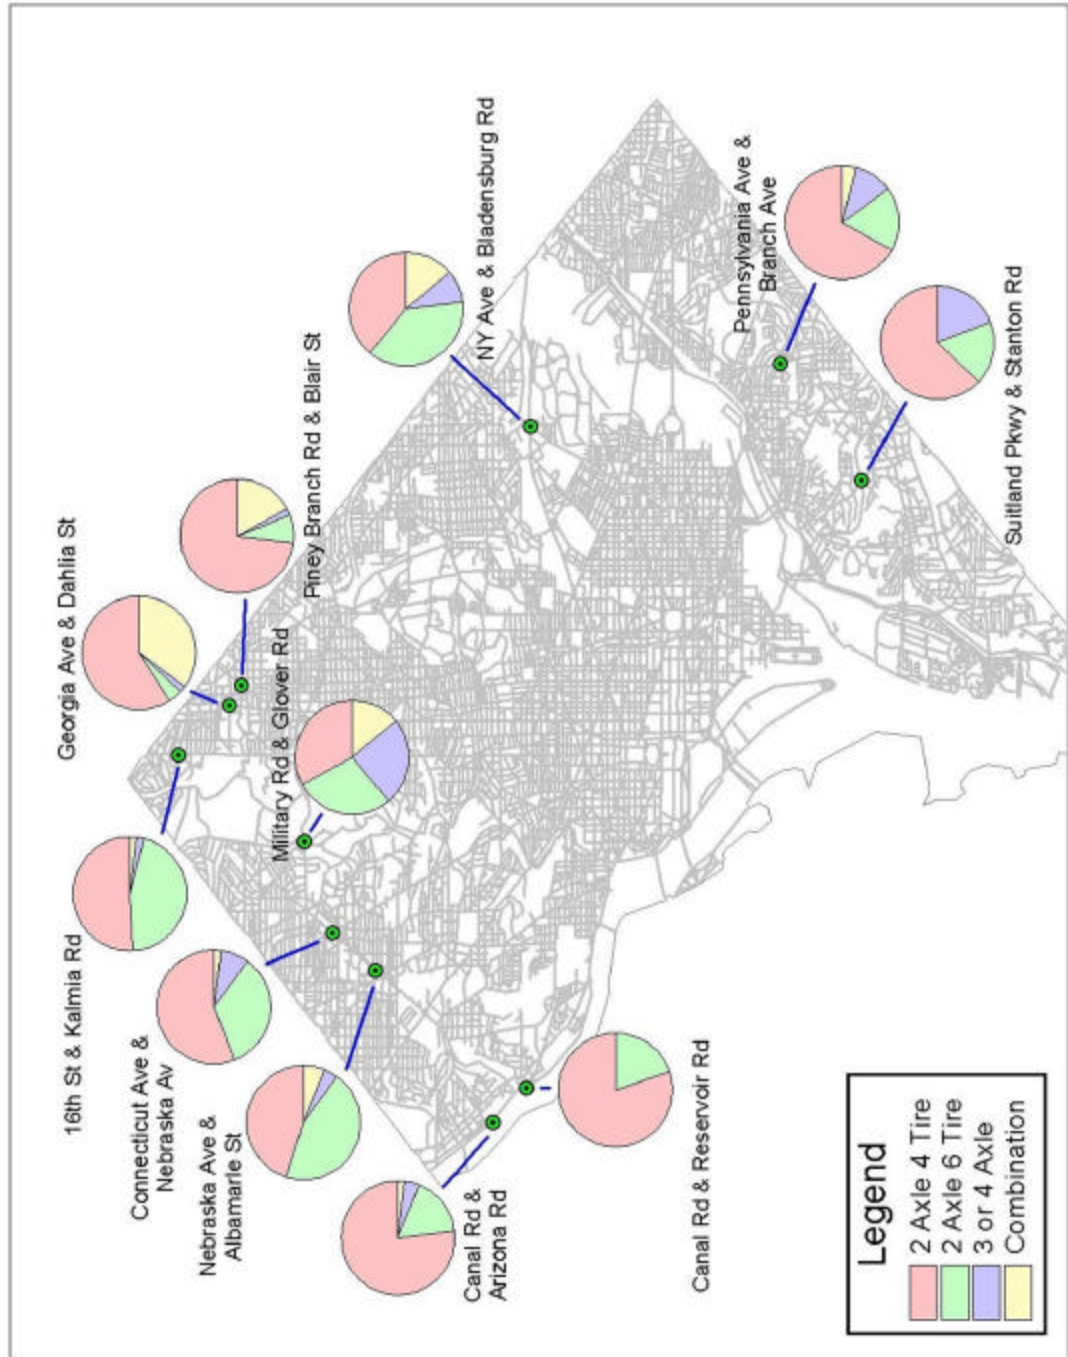 Georgia Ave & Dahlia St
16th St & Kalmia Rd
Piney Branch Rd & Blair St
Military Rd & Glover Rd
Connecticut Ave &
Nebraska Av
Nebraska Ave &
Albamarle St
NY Ave & Bladensburg Rd
Canal Rd &
Arizona Rd
Pennsylvania Ave &
Branch Ave
Canal Rd & Reservoir Rd
Suitland Pkwy & Stanton Rd
Legend
2 Axle 4 Tire
2 Axle 6 Tire
3 or 4 Axle
Combination